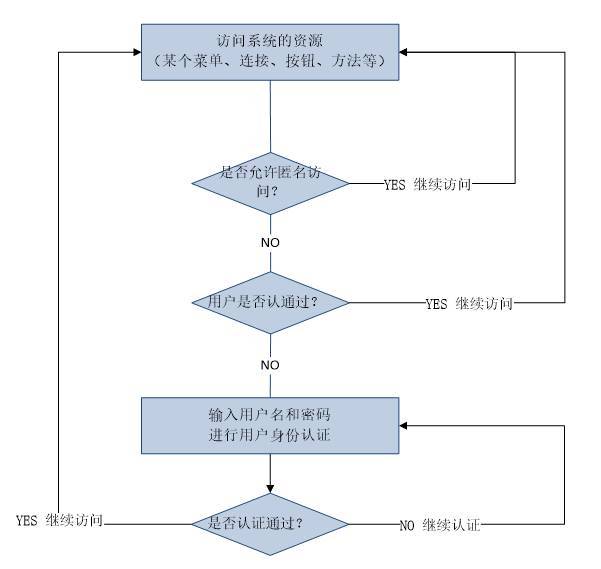 访问系统的资源
（某个菜单、连接、按钮、方法等）
是否允许匿名访
问？
YES 继续访问
NO
用户是否认通过？
YES 继续访问
NO
输入用户名和密码
进行用户身份认证
YES 继续访问
是否认证通过？
NO 继续认证